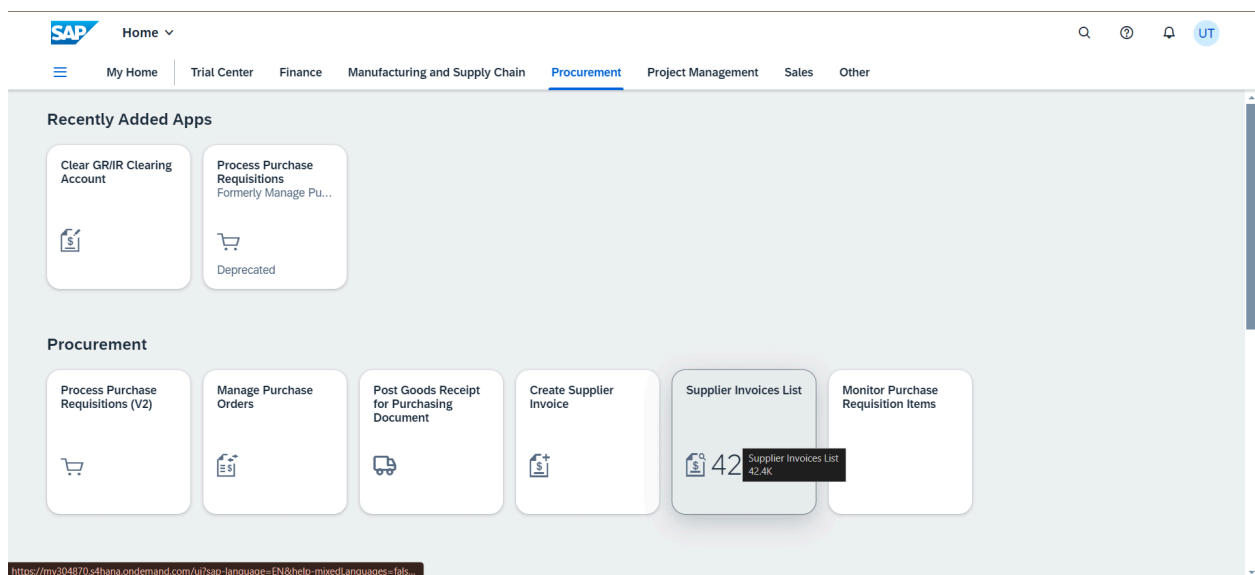 SAP Home
UT
My Home Trial Center Finance Manufacturing and Supply Chain Procurement Project Management Sales Other
Recently Added Apps
Clear GR/IR Clearing
Account
Process Purchase
Requisitions
Formerly Manage Pu...
Deprecated
Procurement
Process Purchase
Requisitions (V2)
Manage Purchase
Orders
Post Goods Receipt
for Purchasing
Document
Create Supplier
Invoice
Supplier Invoices List
42
Supplier Invoices List
42.4K
Monitor Purchase
Requisition Items
https://my304870.s4hana.ondemand.com/ui?sap-language=EN&help-mixedLanguages=fals...